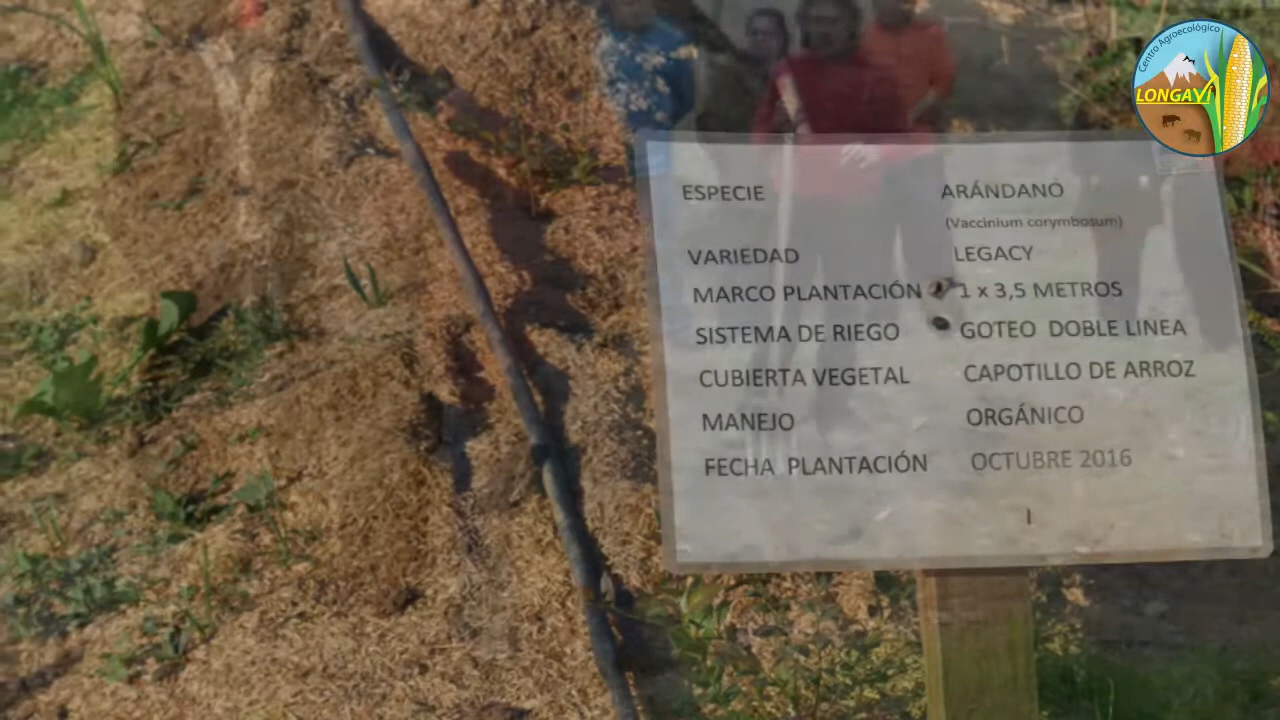 Centro Agroecológico
LONGAVÍ
ESPECIE ARÁNDANO
(Vaccinium corymbosum)
VARIEDAD LEGACY
MARCO PLANTACIÓN 1 x 3,5 METROS
SISTEMA DE RIEGO GOTEO DOBLE LINEA
CUBIERTA VEGETAL CAPOTILLO DE ARROZ
MANEJO ORGÁNICO
FECHA PLANTACIÓN OCTUBRE 2016